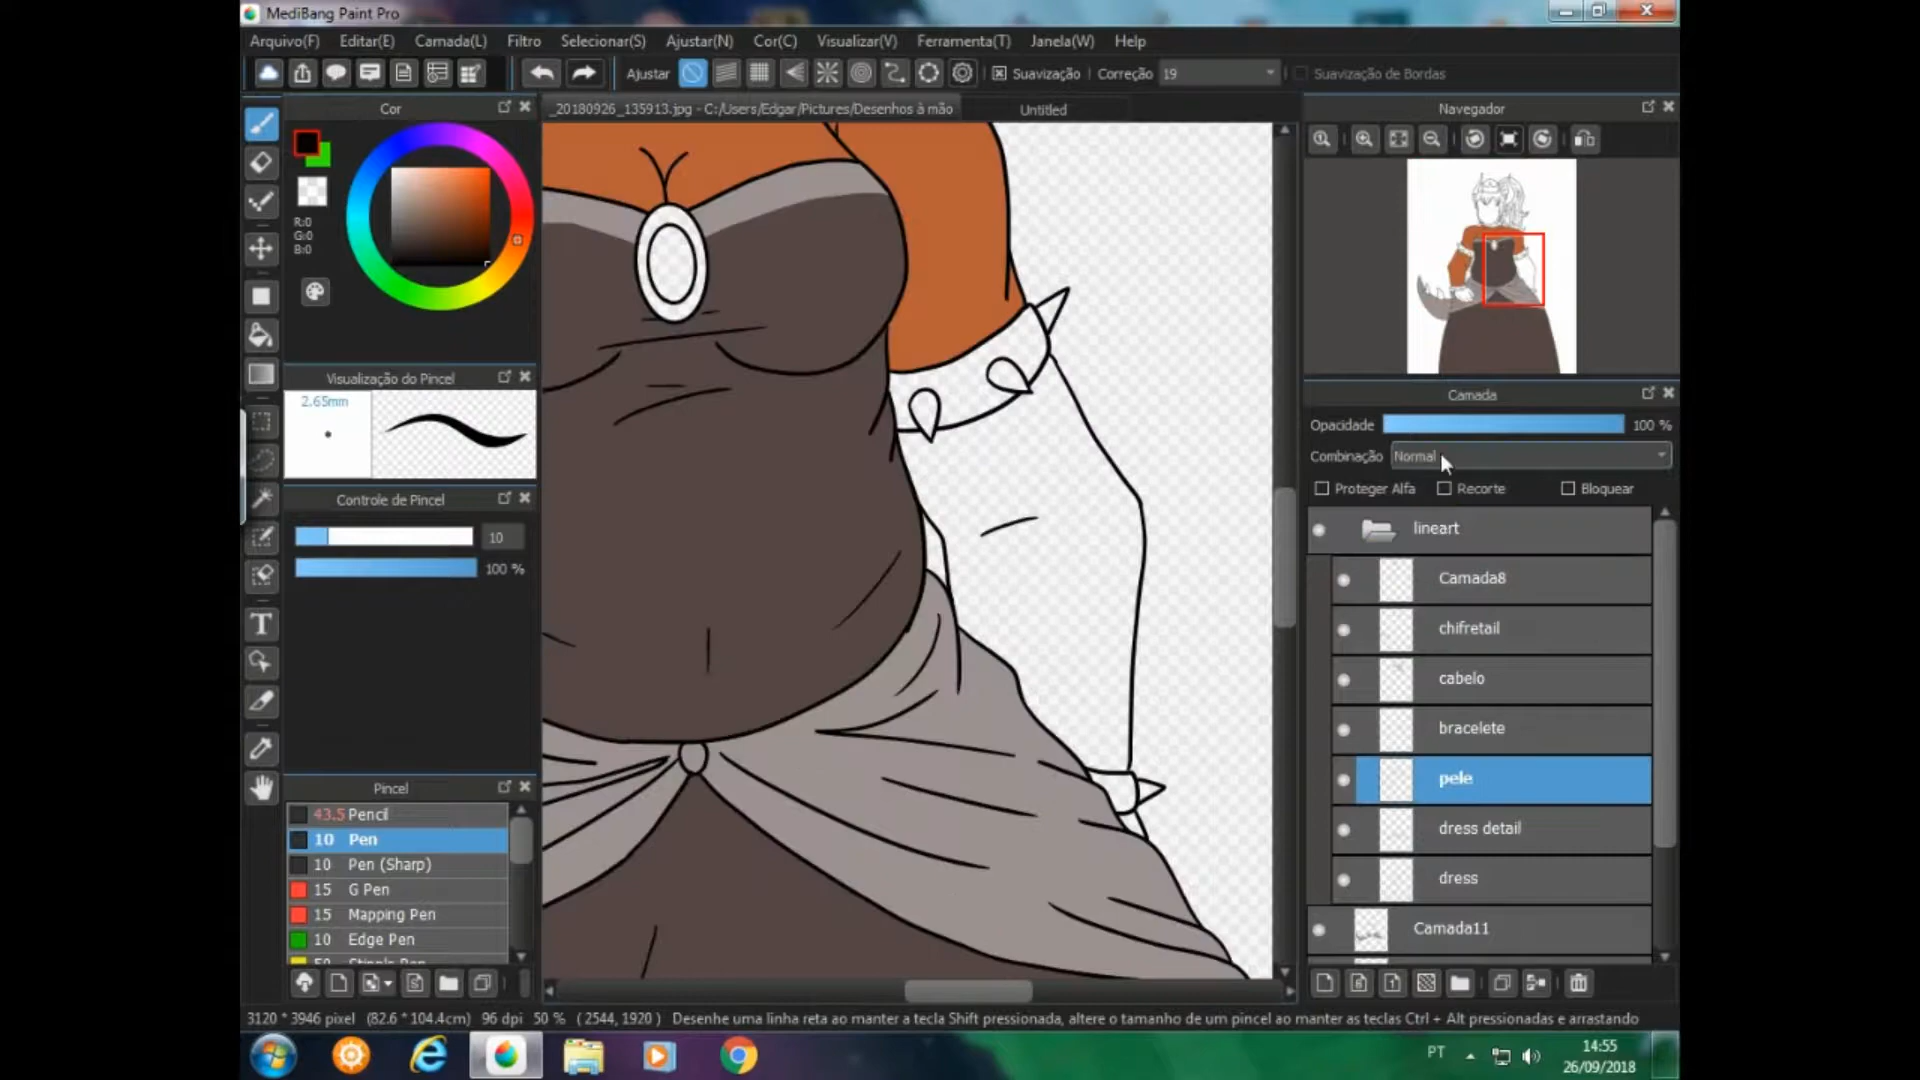 MediBang Paint Pro
Arquivo(F) Editar(E) Camada(L) Filtro Selecionar(S) Ajustar(N) Cor(C) Visualizar(V) Ferramenta(T) Janela(W) Help
Ajustar Suavização Correção 19 Suavização de Bordas
Cor
_20180926_135913.jpg - C:/Users/Edgar/Pictures/Desenhos à mão
Untitled
Navegador
R:0
G:0
B:0
Visualização do Pincel
2.65mm
Controle de Pincel
10
100 %
Pincel
43.5 Pencil
10 Pen
10 Pen (Sharp)
15 G Pen
15 Mapping Pen
10 Edge Pen
Camada
Opacidade 100 %
Combinação Normal
Proteger Alfa Recorte Bloquear
lineart
Camada8
chifretail
cabelo
bracelete
pele
dress detail
dress
Camada11
3120 * 3946 pixel (82.6 * 104.4cm) 96 dpi 50 % ( 2544, 1920 ) Desenhe uma linha reta ao manter a tecla Shift pressionada, altere o tamanho de um pincel ao manter as teclas Ctrl + Alt pressionadas e arrastando
PT
14:55
26/09/2018